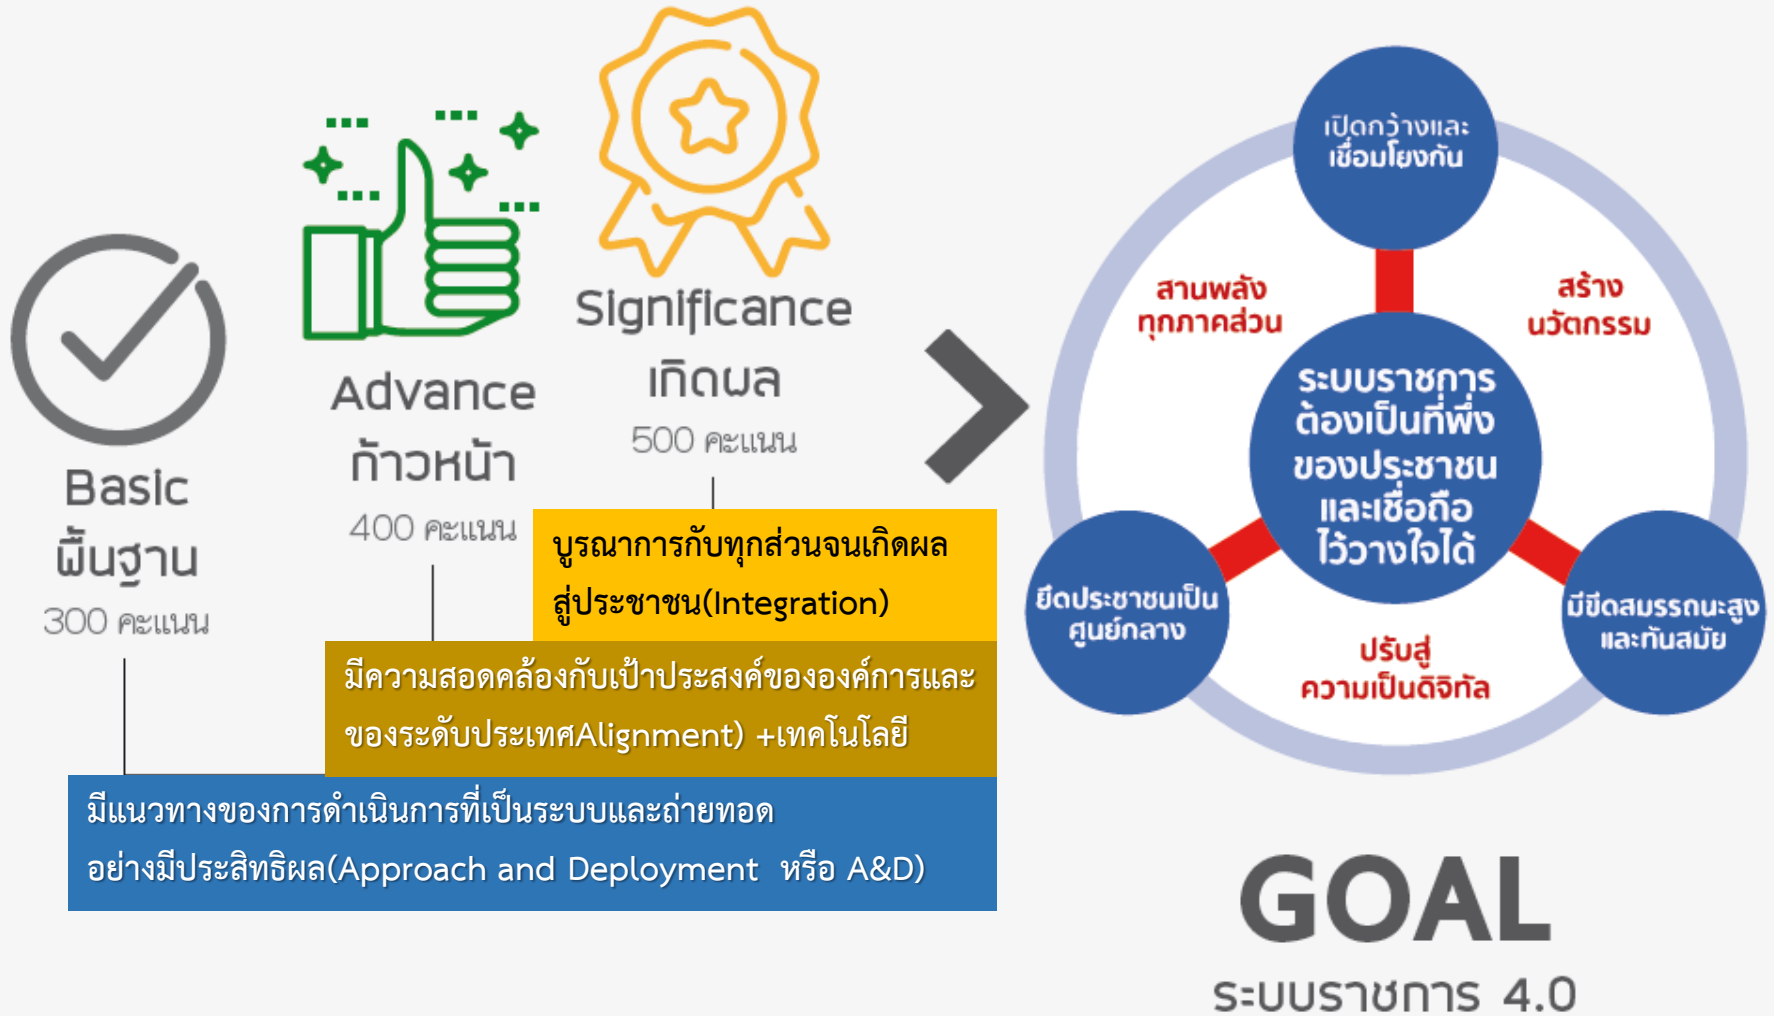 Basic
พื้นฐาน
300 คะแนน
Advance
ก้าวหน้า
400 คะแนน
Significance
เกิดผล
500 คะแนน
บูรณาการกับทุกส่วนจนเกิดผล
สู่ประชาชน(Integration)
มีความสอดคล้องกับเป้าประสงค์ขององค์การและ
ของระดับประเทศAlignment) +เทคโนโลยี
มีแนวทางของการดำเนินการที่เป็นระบบและถ่ายทอด
อย่างมีประสิทธิผล(Approach and Deployment หรือ A&D)
เปิดกว้างและ
เชื่อมโยงกัน
สานพลัง
ทุกภาคส่วน
สร้าง
นวัตกรรม
ระบบราชการ
ต้องเป็นที่พึ่ง
ของประชาชน
และเชื่อถือ
ไว้วางใจได้
ยึดประชาชนเป็น
ศูนย์กลาง
มีขีดสมรรถนะสูง
และทันสมัย
ปรับสู่
ความเป็นดิจิทัล
GOAL
ระบบราชการ 4.0